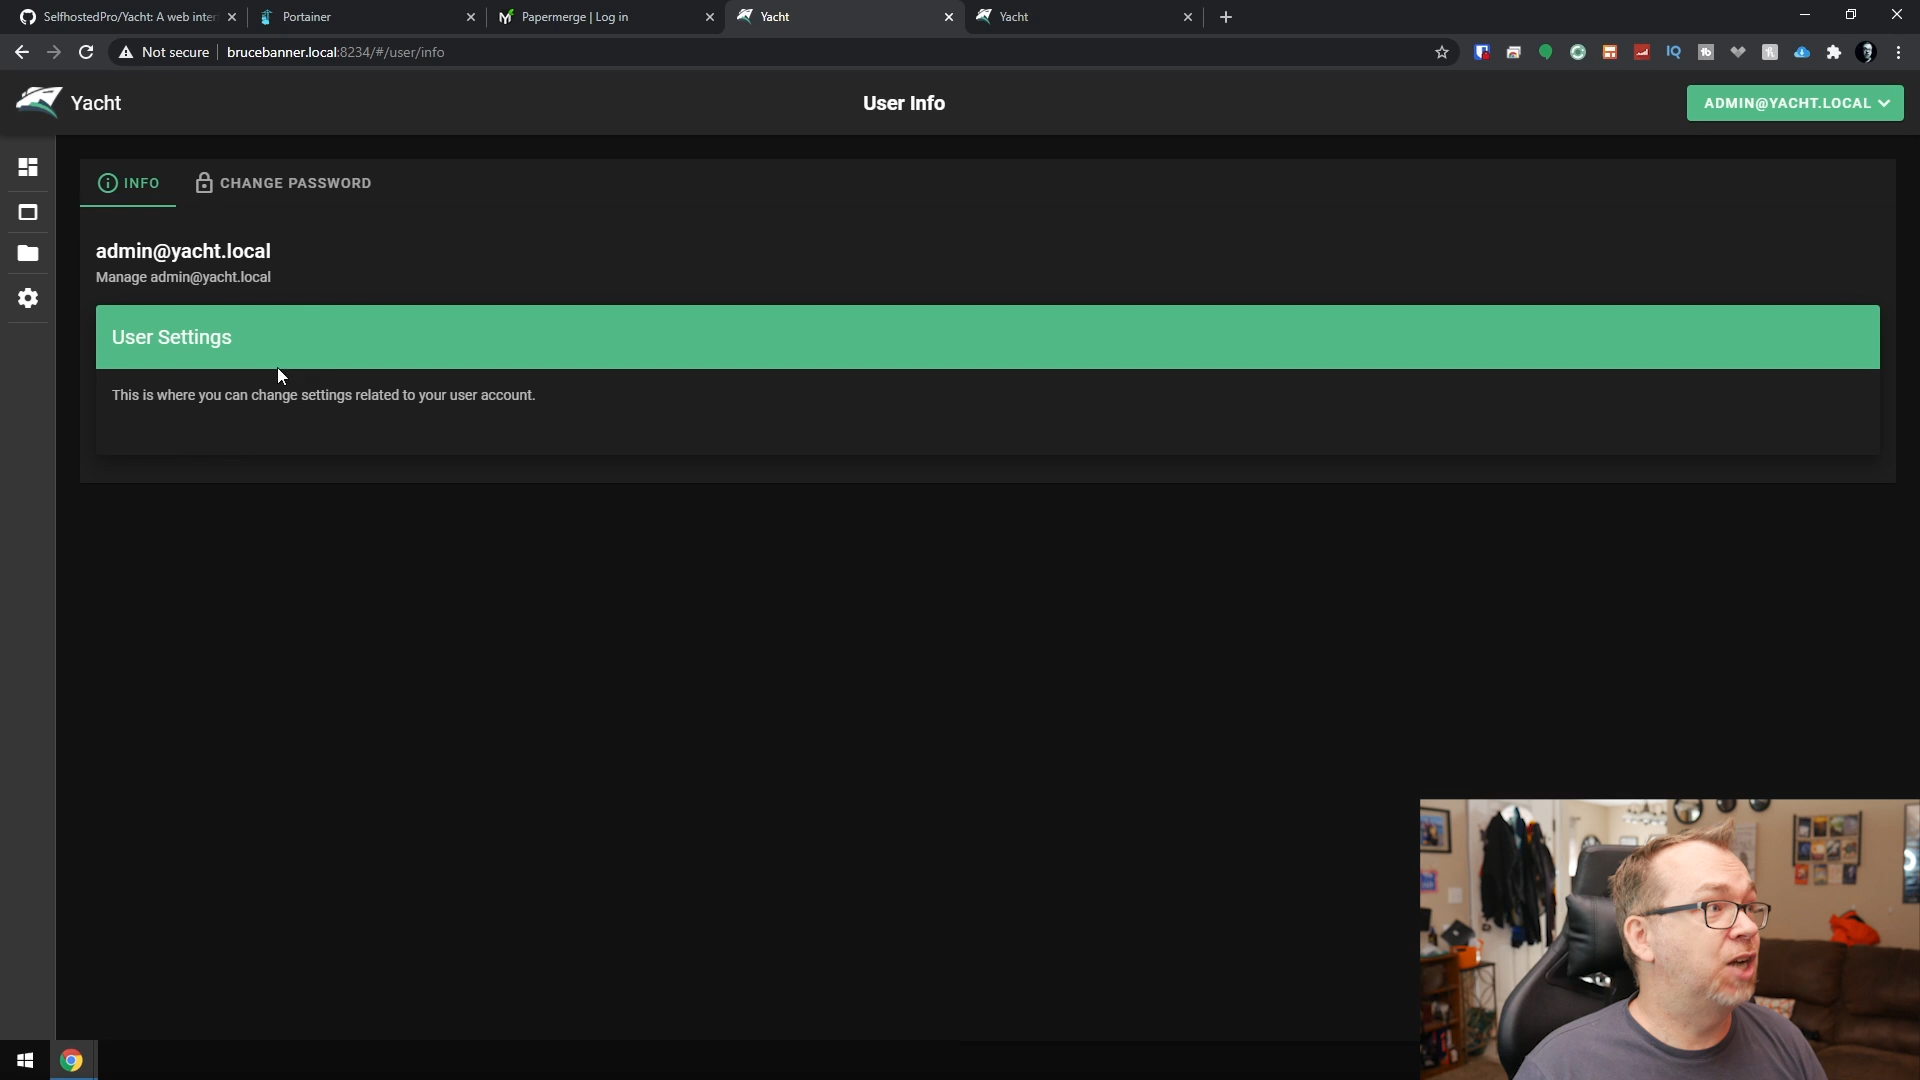 SelfhostedPro/Yacht: A web inter
Portainer
Papermerge | Log in
Yacht
Yacht
Not secure
brucebanner.local:8234/#/user/info
IQ
tb
Yacht
User Info
ADMIN@YACHT.LOCAL
INFO
CHANGE PASSWORD
admin@yacht.local
Manage admin@yacht.local
User Settings
This is where you can change settings related to your user account.